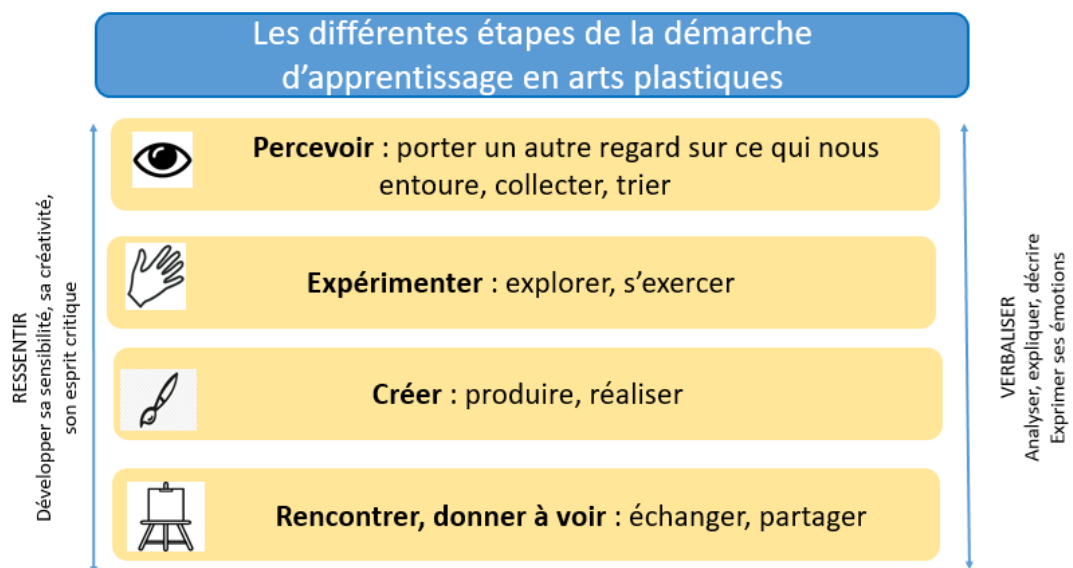 Les différentes étapes de la démarche
d'apprentissage en arts plastiques
Percevoir : porter un autre regard sur ce qui nous
entoure, collecter, trier
Expérimenter : explorer, s'exercer
Créer : produire, réaliser
Rencontrer, donner à voir : échanger, partager
RESSENTIR
Développer sa sensibilité, sa créativité,
son esprit critique
VERBALISER
Analyser, expliquer, décrire
Exprimer ses émotions